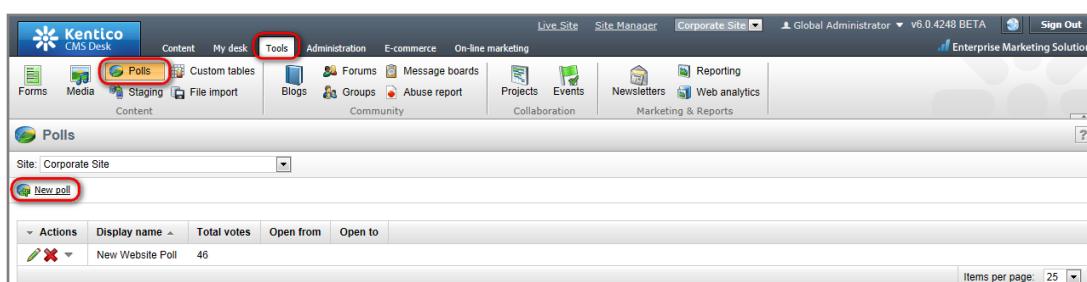 Live Site Site Manager Corporate Site Global Administrator v6.0.4248 BETA Sign Out
Kentico
CMS Desk Content My desk Tools Administration E-commerce On-line marketing Enterprise Marketing Solution
Polls Custom tables Forums Message boards Reporting
Forms Media Staging File import Blogs Groups Abuse report Projects Events Newsletters Web analytics
Content Community Collaboration Marketing & Reports
Polls ?
Site: Corporate Site
New poll
Actions Display name Total votes Open from Open to
New Website Poll 46
Items per page: 25